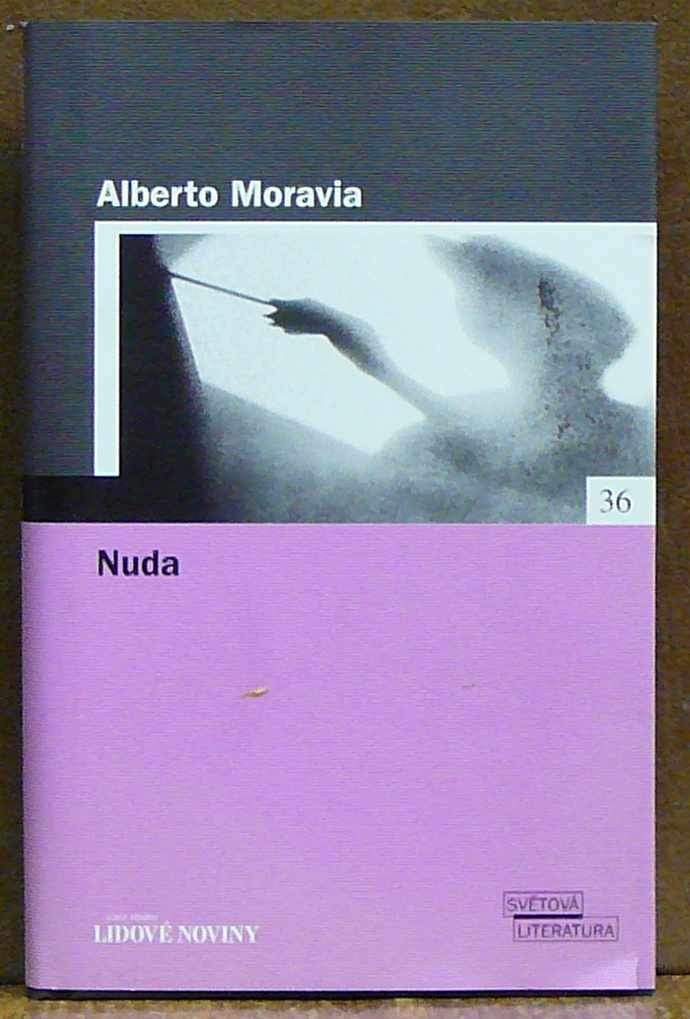 Alberto Moravia
36
Nuda
LIDOVÉ NOVINY
SVĚTOVÁ
LITERATURA